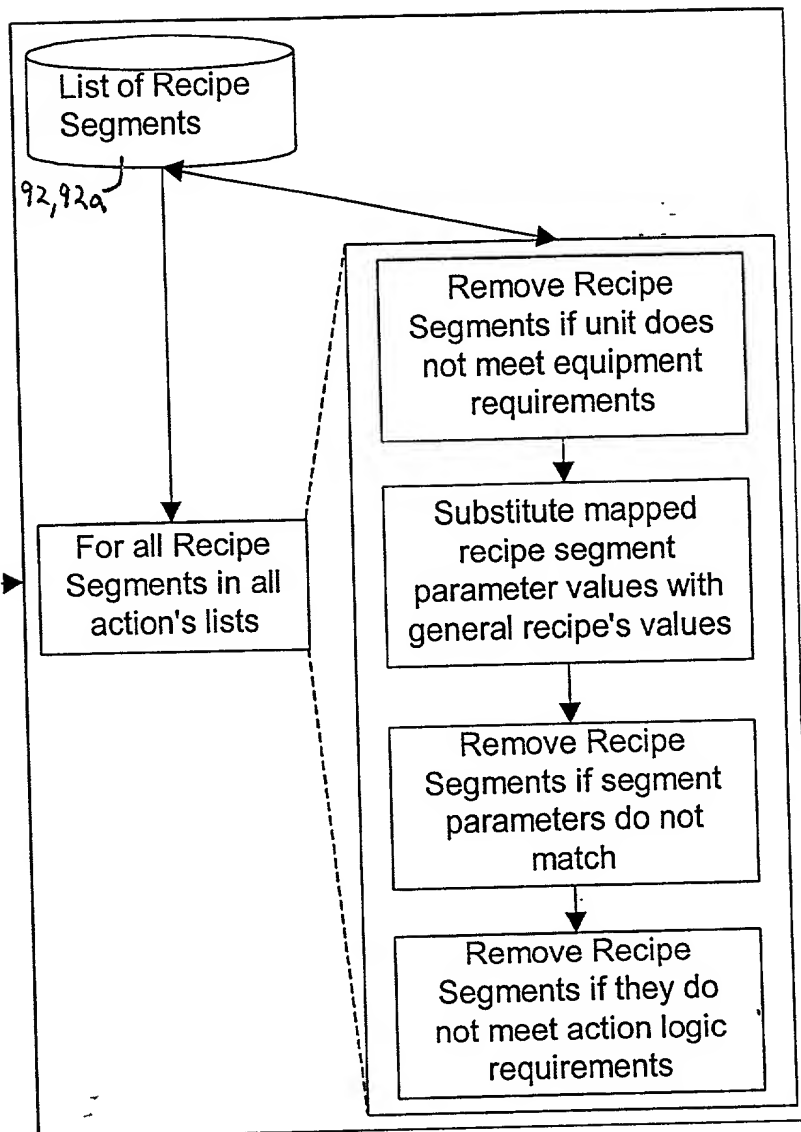 List of Recipe
Segments
92,92a
Remove Recipe
Segments if unit does
not meet equipment
requirements
For all Recipe
Segments in all
action's lists
Substitute mapped
recipe segment
parameter values with
general recipe's values
Remove Recipe
Segments if segment
parameters do not
match
Remove Recipe
Segments if they do
not meet action logic
requirements